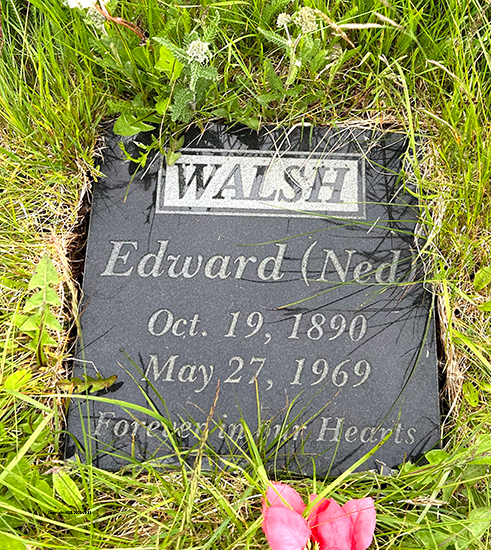 WALSH
Edward (Ned)
Oct. 19, 1890
May 27, 1969
Forever in our Hearts